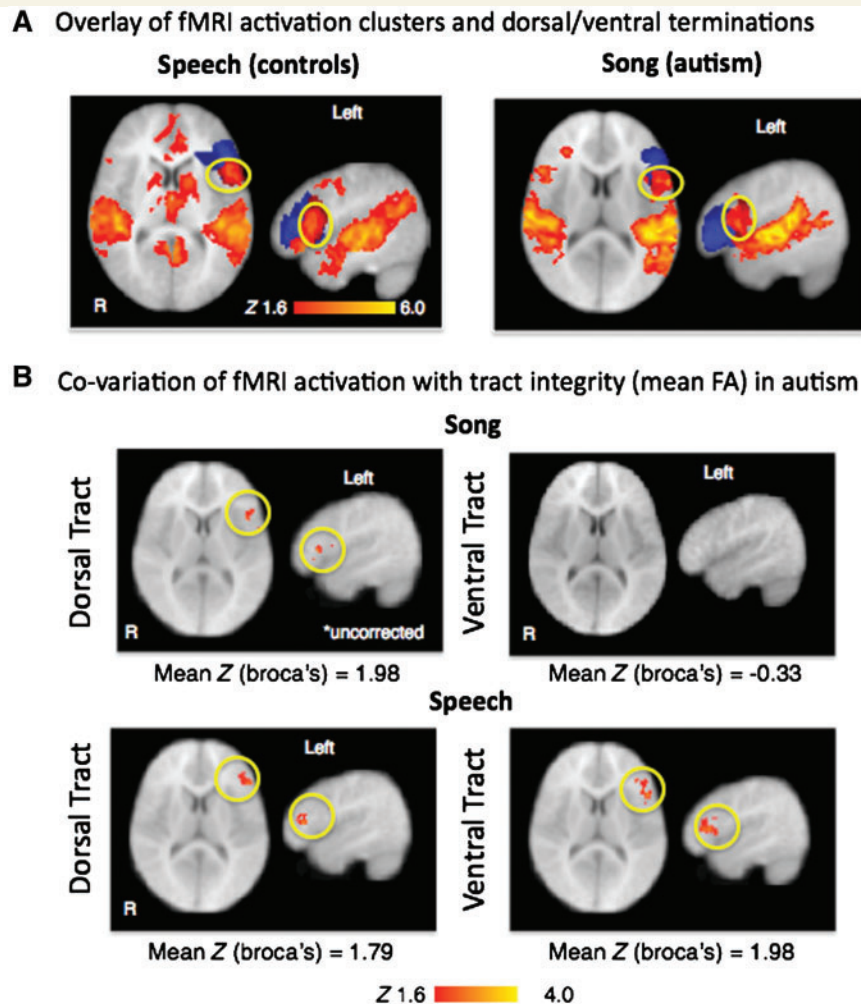 A Overlay of fMRI activation clusters and dorsal/ventral terminations
Speech (controls) Song (autism)
Left
R
Z 1.6 6.0
Left
B Co-variation of fMRI activation with tract integrity (mean FA) in autism
Song
Dorsal Tract
Left
R
*uncorrected
Mean Z (broca's) = 1.98
Ventral Tract
Left
R
Mean Z (broca's) = -0.33
Speech
Dorsal Tract
Left
R
Mean Z (broca's) = 1.79
Ventral Tract
Mean Z (broca's) = 1.98
Z 1.6 4.0